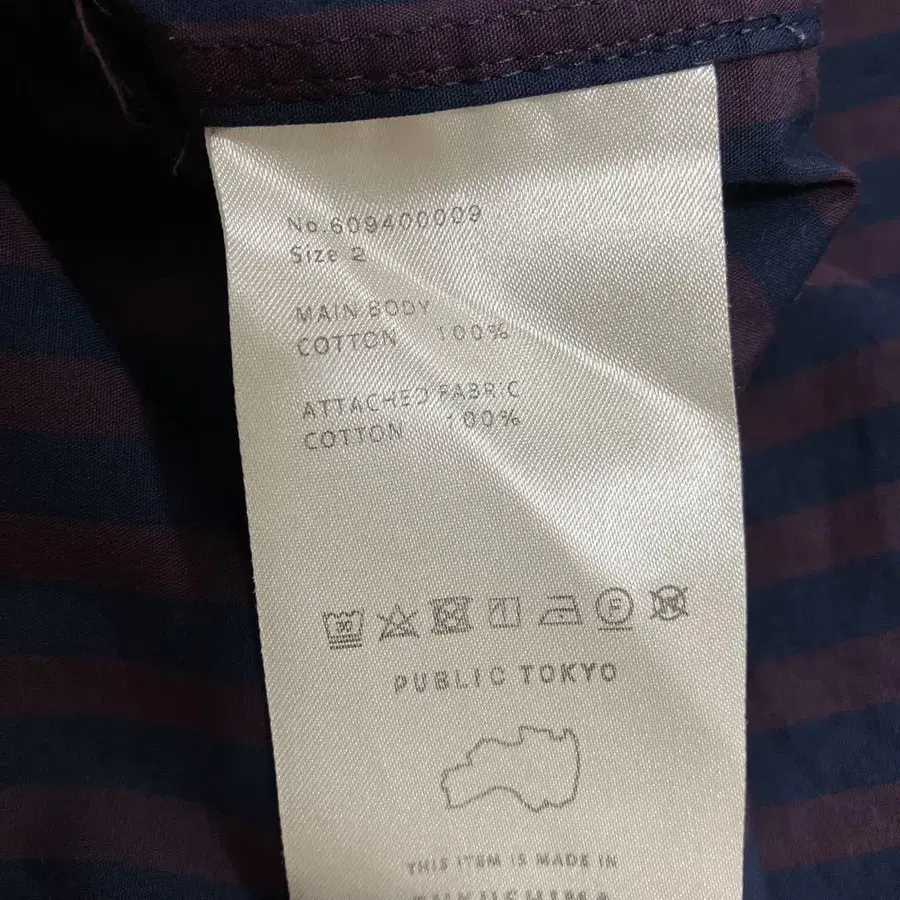 No.609400009
Size 2
MAIN BODY
COTTON 100%
ATTACHED FABRIC
COTTON 100%
30
F
W
PUBLIC TOKYO
THIS ITEM IS MADE IN